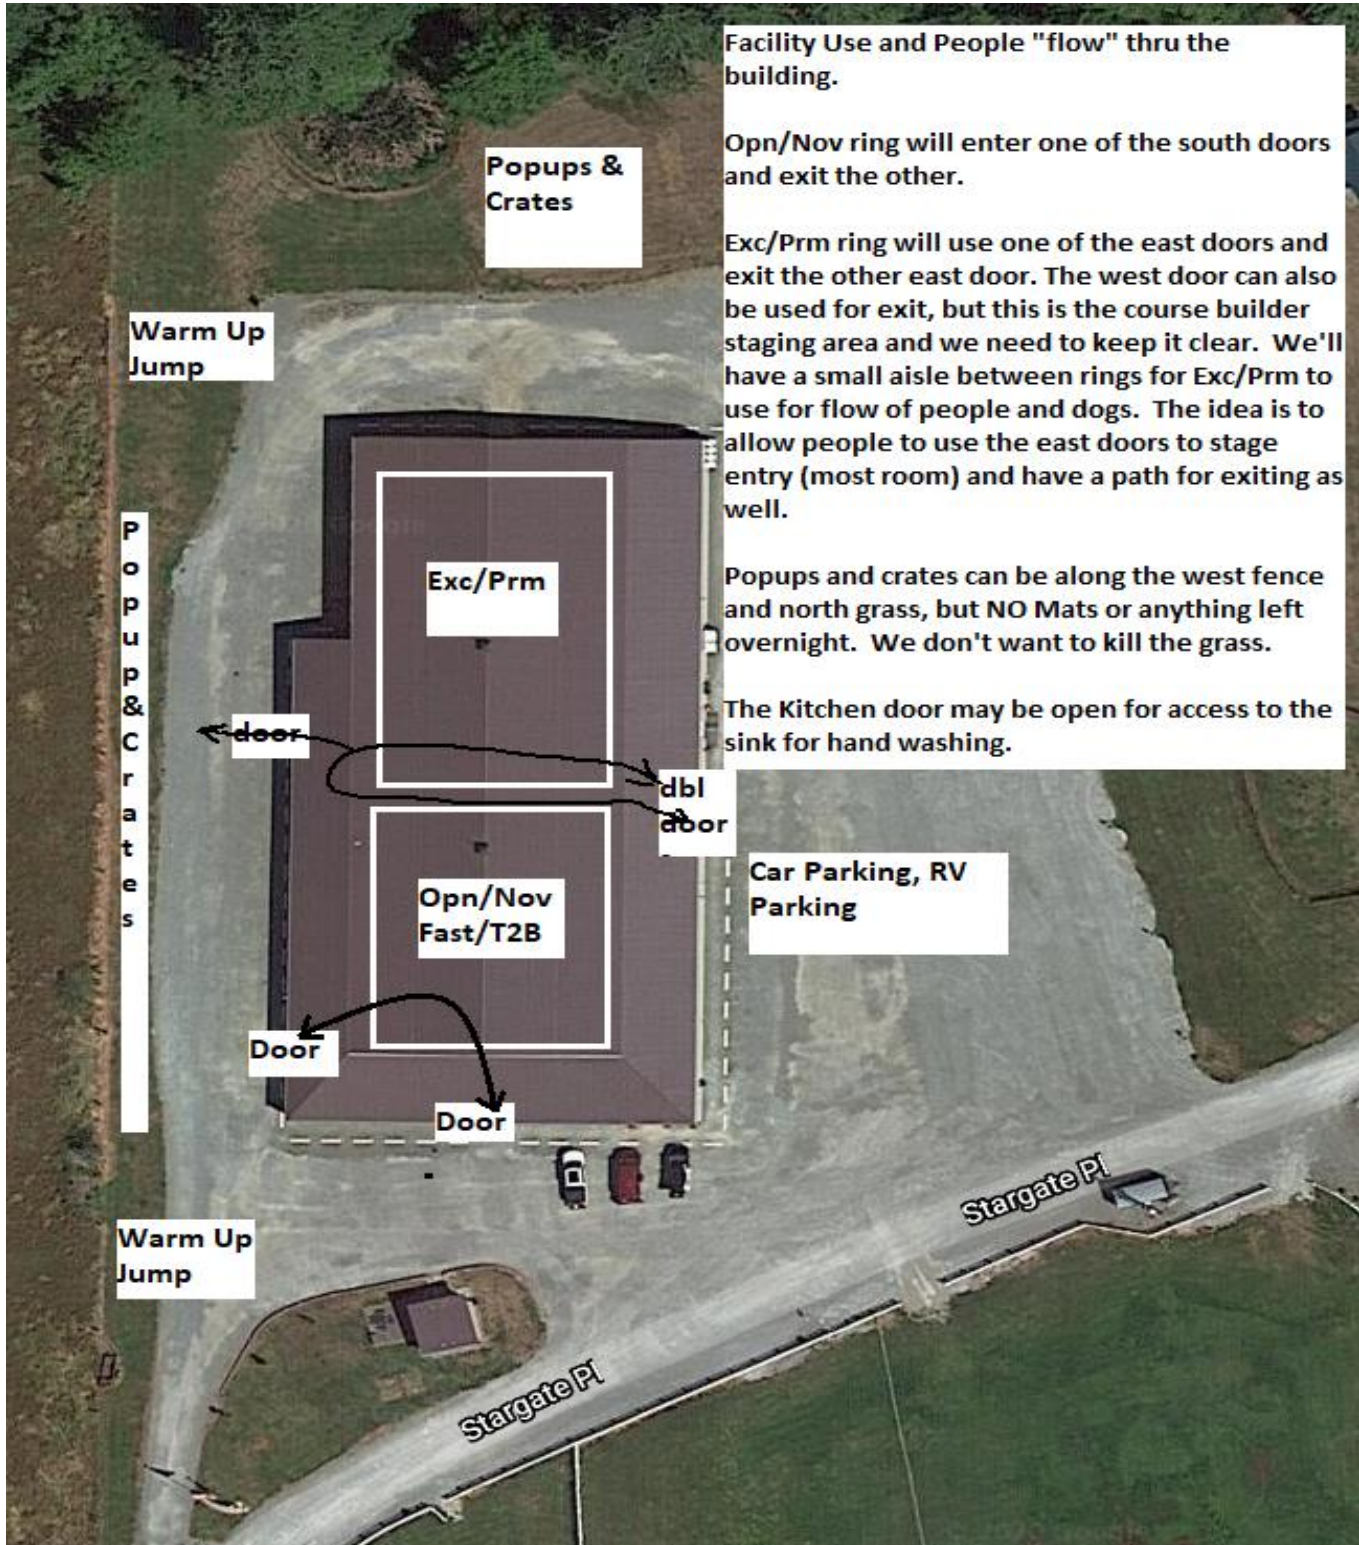 Facility Use and People "flow" thru the
building.
Opn/Nov ring will enter one of the south doors
and exit the other.
Exc/Prm ring will use one of the east doors and
exit the other east door. The west door can also
be used for exit, but this is the course builder
staging area and we need to keep it clear.  We'll
have a small aisle between rings for Exc/Prm to
use for flow of people and dogs.  The idea is to
allow people to use the east doors to stage
entry (most room) and have a path for exiting as
well.
Popups and crates can be along the west fence
and north grass, but NO Mats or anything left
overnight.  We don't want to kill the grass.
The Kitchen door may be open for access to the
sink for hand washing.
Popups &
Crates
Warm Up
Jump
Popup& Crates
Exc/Prm
door
dbl
door
Opn/Nov
Fast/T2B
Car Parking, RV
Parking
Door
Door
Warm Up
Jump
Stargate Pl
Stargate Pl